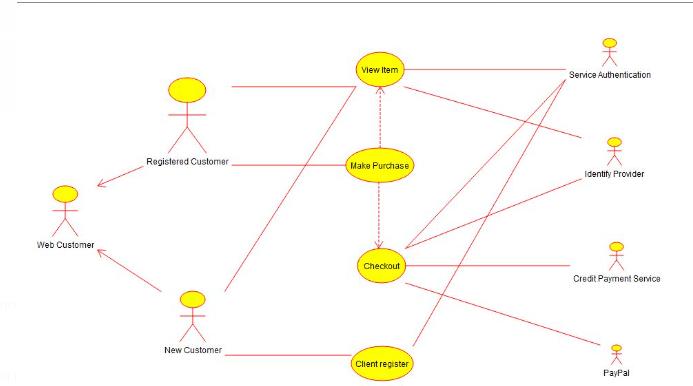 View Item
Service Authentication
Registered Customer
Make Purchase
Identify Provider
Web Customer
Checkout
Credit Payment Service
New Customer
Client register
PayPal